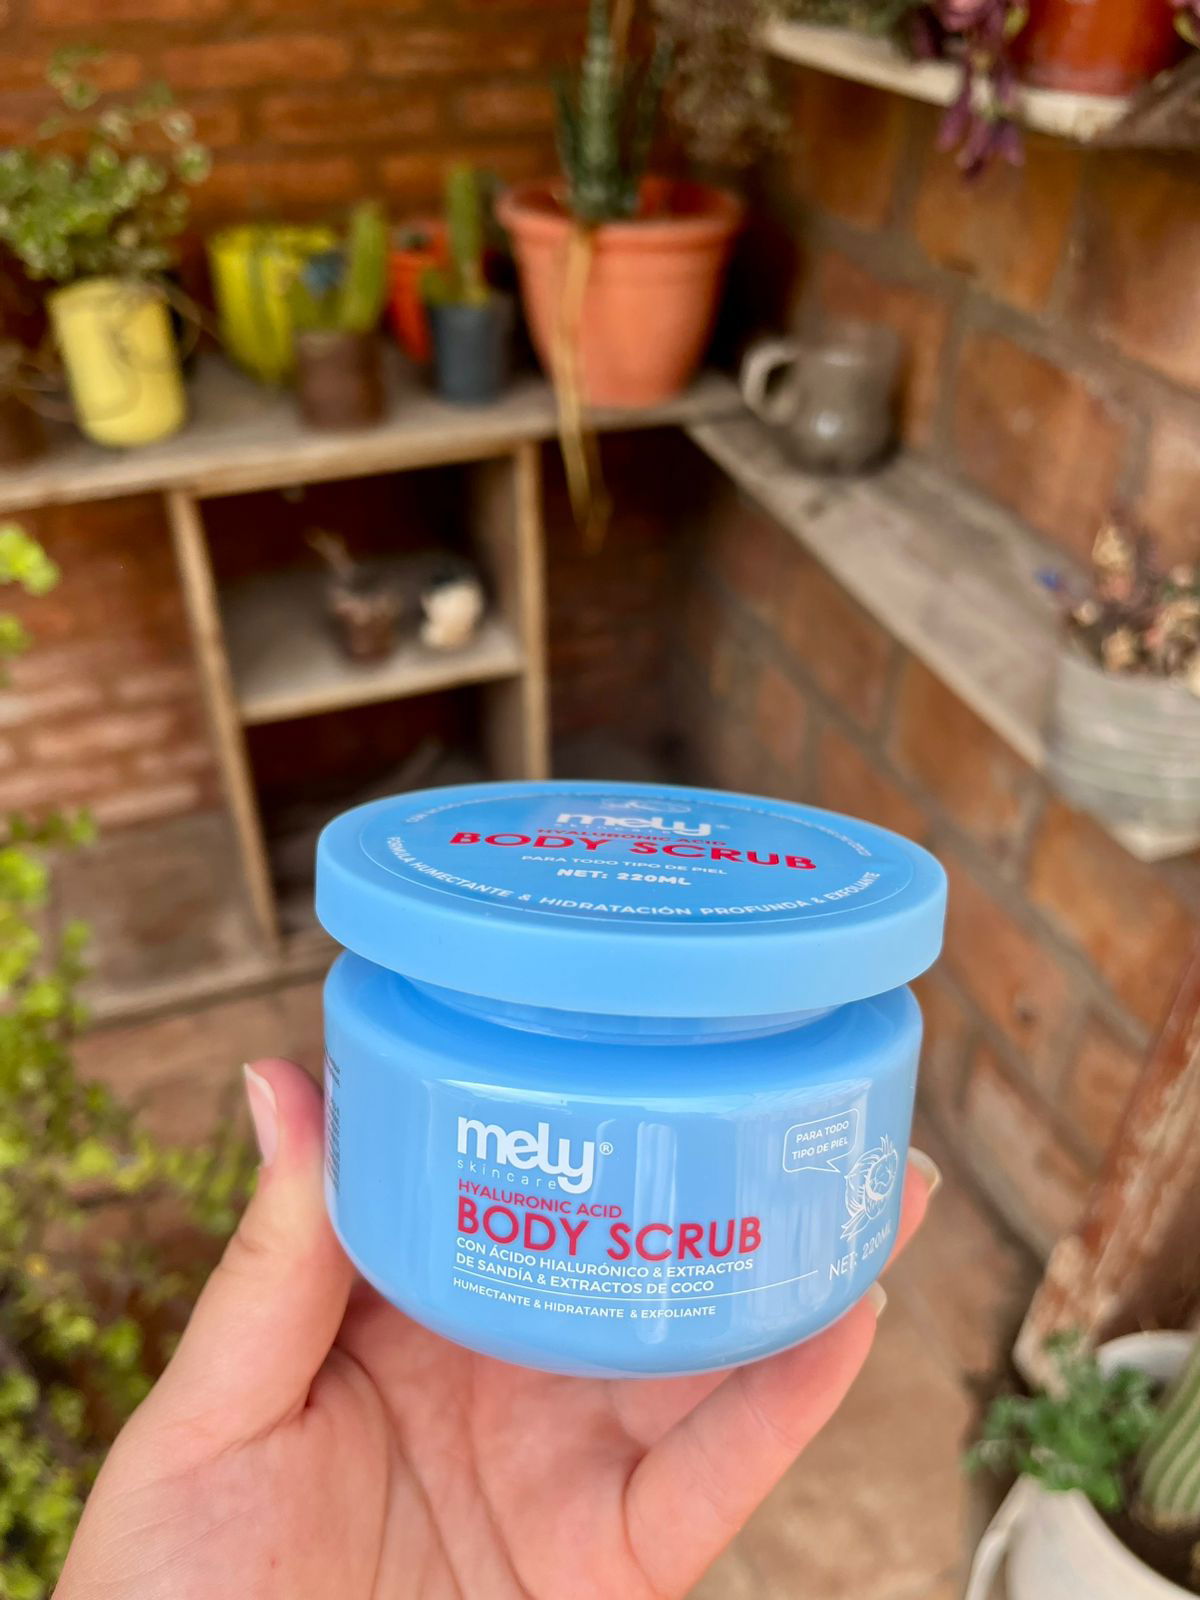 mely®
skincare
HYALURONIC ACID
BODY SCRUB
PARA TODO TIPO DE PIEL
NET: 220ML
FÓRMULA HUMECTANTE & HIDRATACIÓN PROFUNDA & EXFOLIANTE
mely®
skincare
HYALURONIC ACID
BODY SCRUB
CON ÁCIDO HIALURÓNICO & EXTRACTOS
DE SANDÍA & EXTRACTOS DE COCO
HUMECTANTE & HIDRATANTE & EXFOLIANTE
PARA TODO
TIPO DE PIEL
NET: 220ML